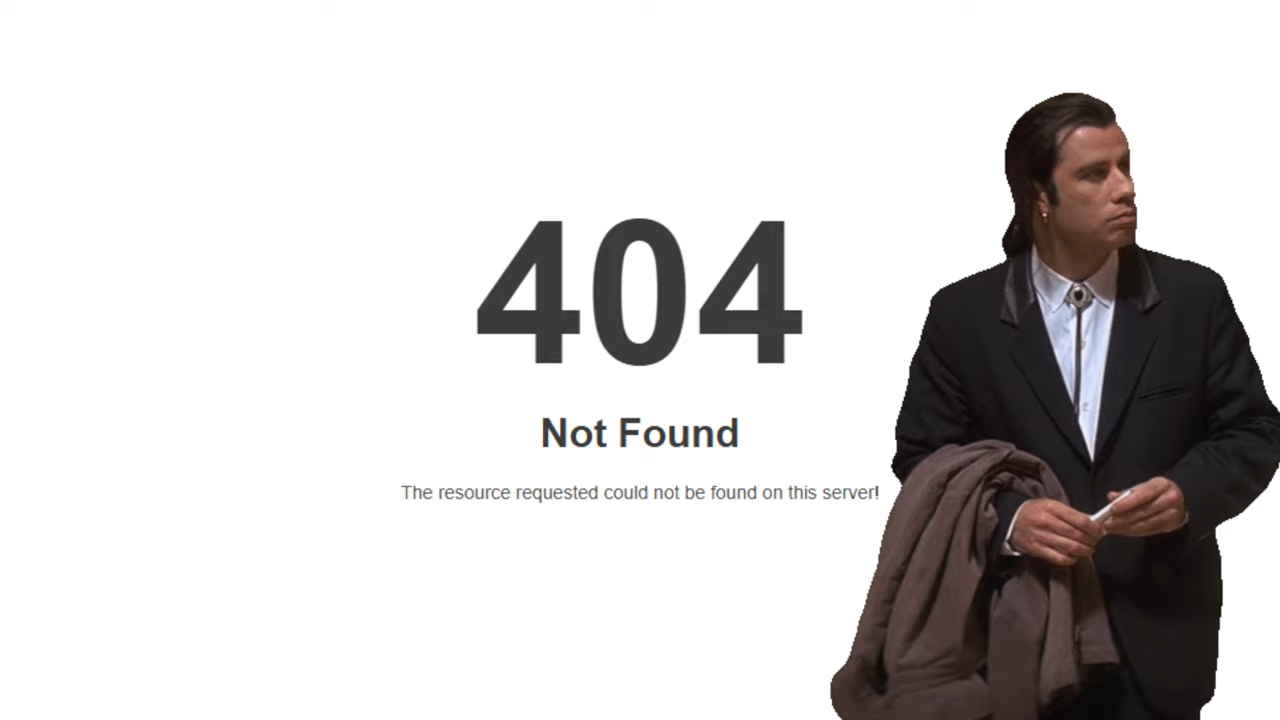 404
Not Found
The resource requested could not be found on this server!